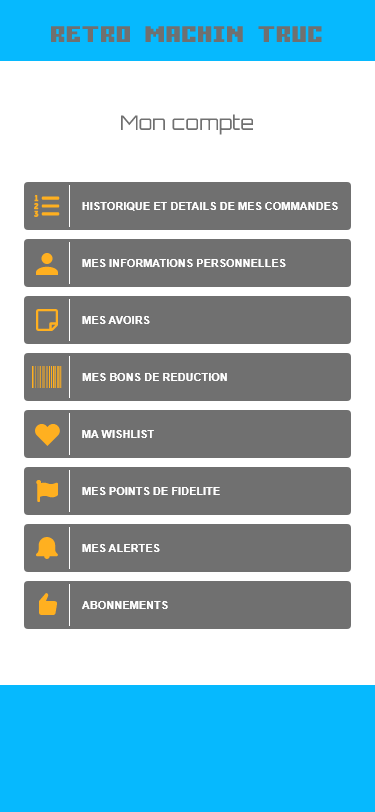 RETRO MACHIN TRUC
Mon compte
HISTORIQUE ET DETAILS DE MES COMMANDES
MES INFORMATIONS PERSONNELLES
MES AVOIRS
MES BONS DE REDUCTION
MA WISHLIST
MES POINTS DE FIDELITE
MES ALERTES
ABONNEMENTS